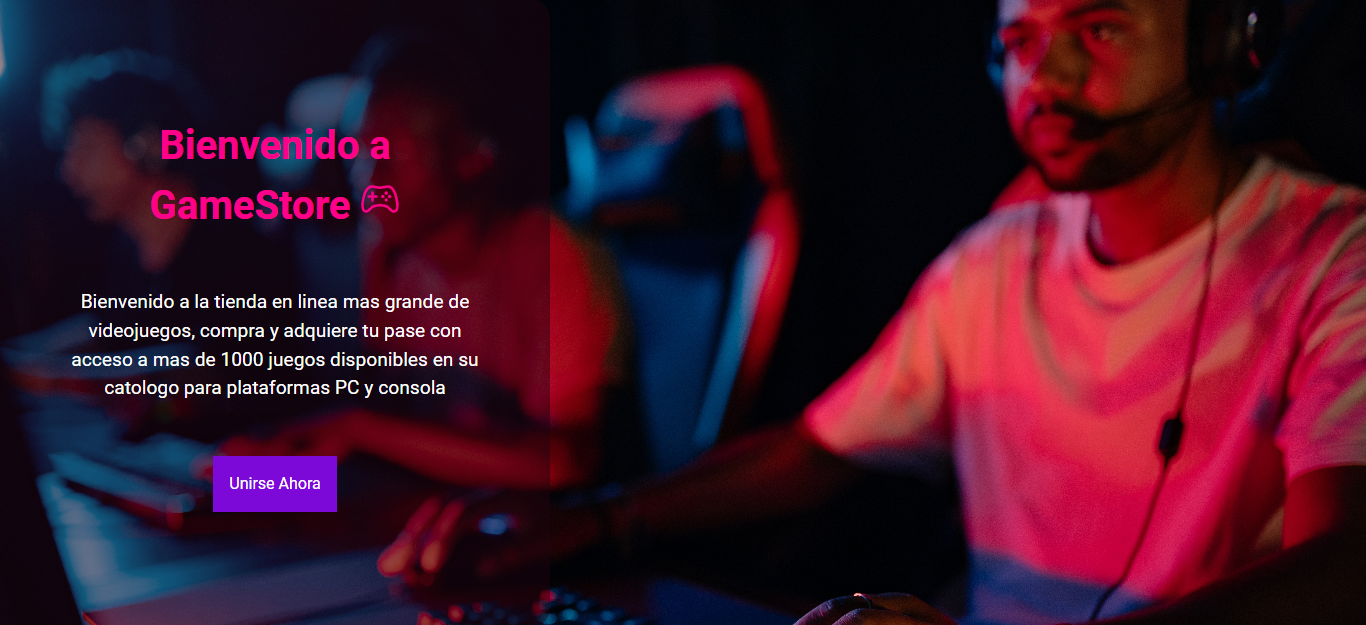 Bienvenido a
GameStore
Bienvenido a la tienda en linea mas grande de
videojuegos, compra y adquiere tu pase con
acceso a mas de 1000 juegos disponibles en su
catologo para plataformas PC y consola
Unirse Ahora